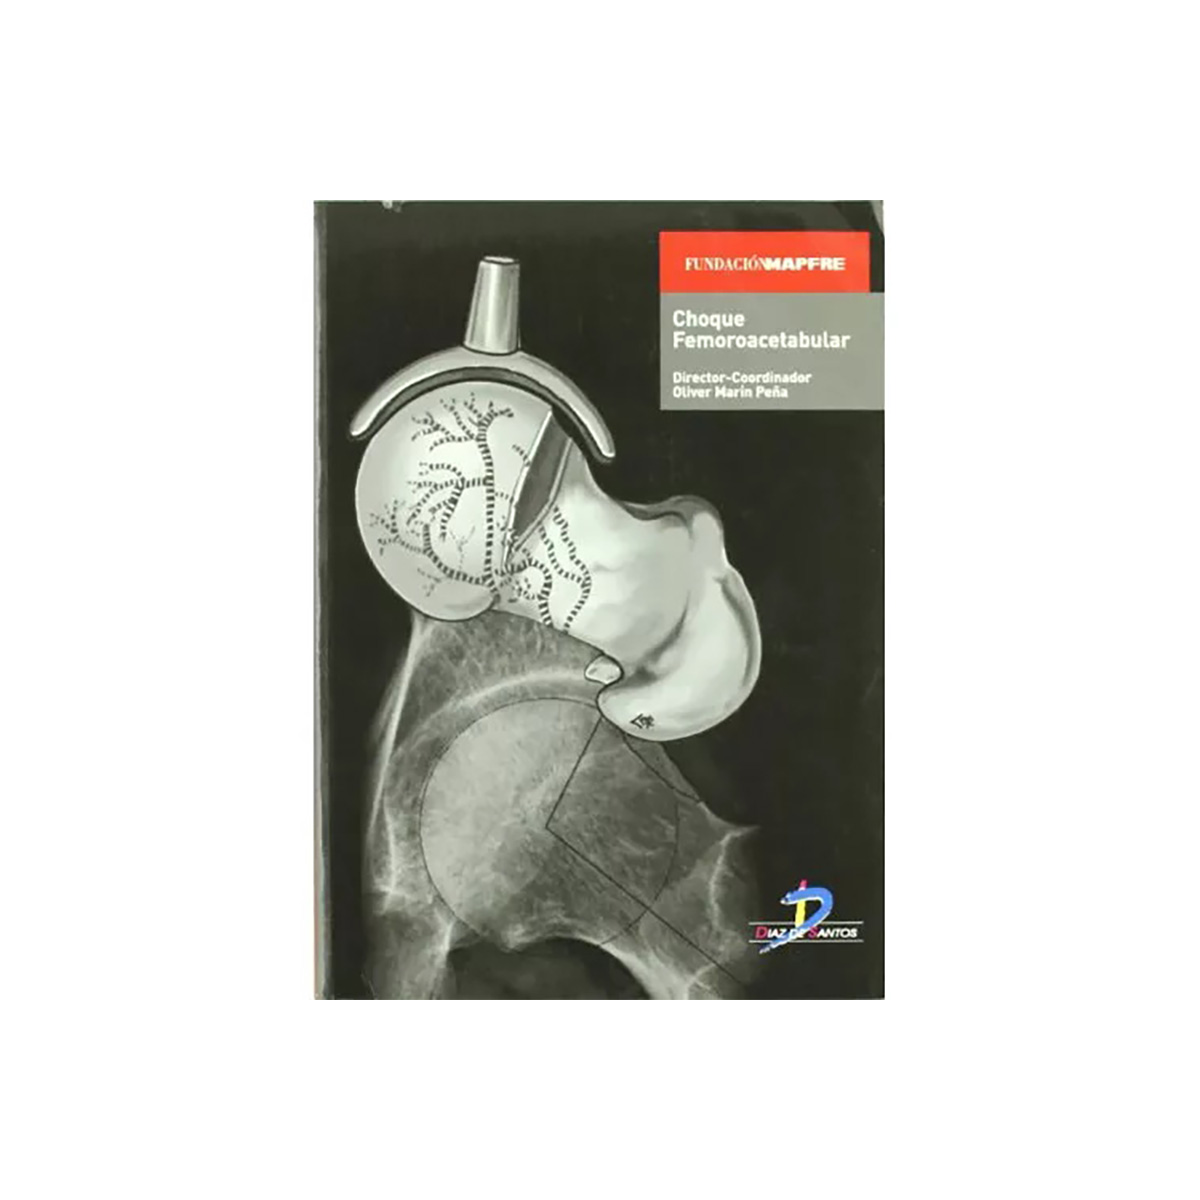 FUNDACIÓNMAPFRE
Choque
Femoroacetabular
Director-Coordinador
Oliver Marín Peña
DIAZ DE SANTOS